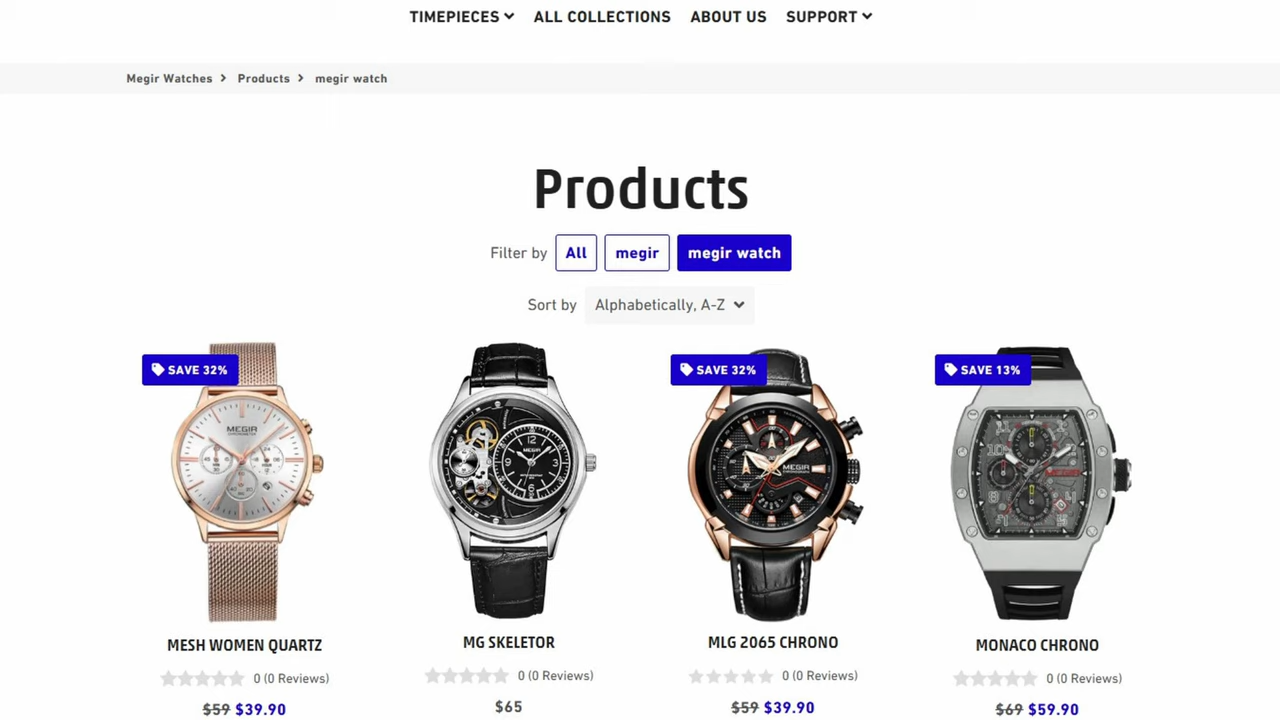 TIMEPIECES ALL COLLECTIONS ABOUT US SUPPORT
Megir Watches > Products > megir watch
Products
Filter by All megir megir watch
Sort by Alphabetically, A-Z
SAVE 32% SAVE 32% SAVE 13%
MEGIR MEGIR MEGIR
MESH WOMEN QUARTZ MG SKELETOR MLG 2065 CHRONO MONACO CHRONO
0 (0 Reviews) 0 (0 Reviews) 0 (0 Reviews) 0 (0 Reviews)
$59 $39.90 $65 $59 $39.90 $69 $59.90